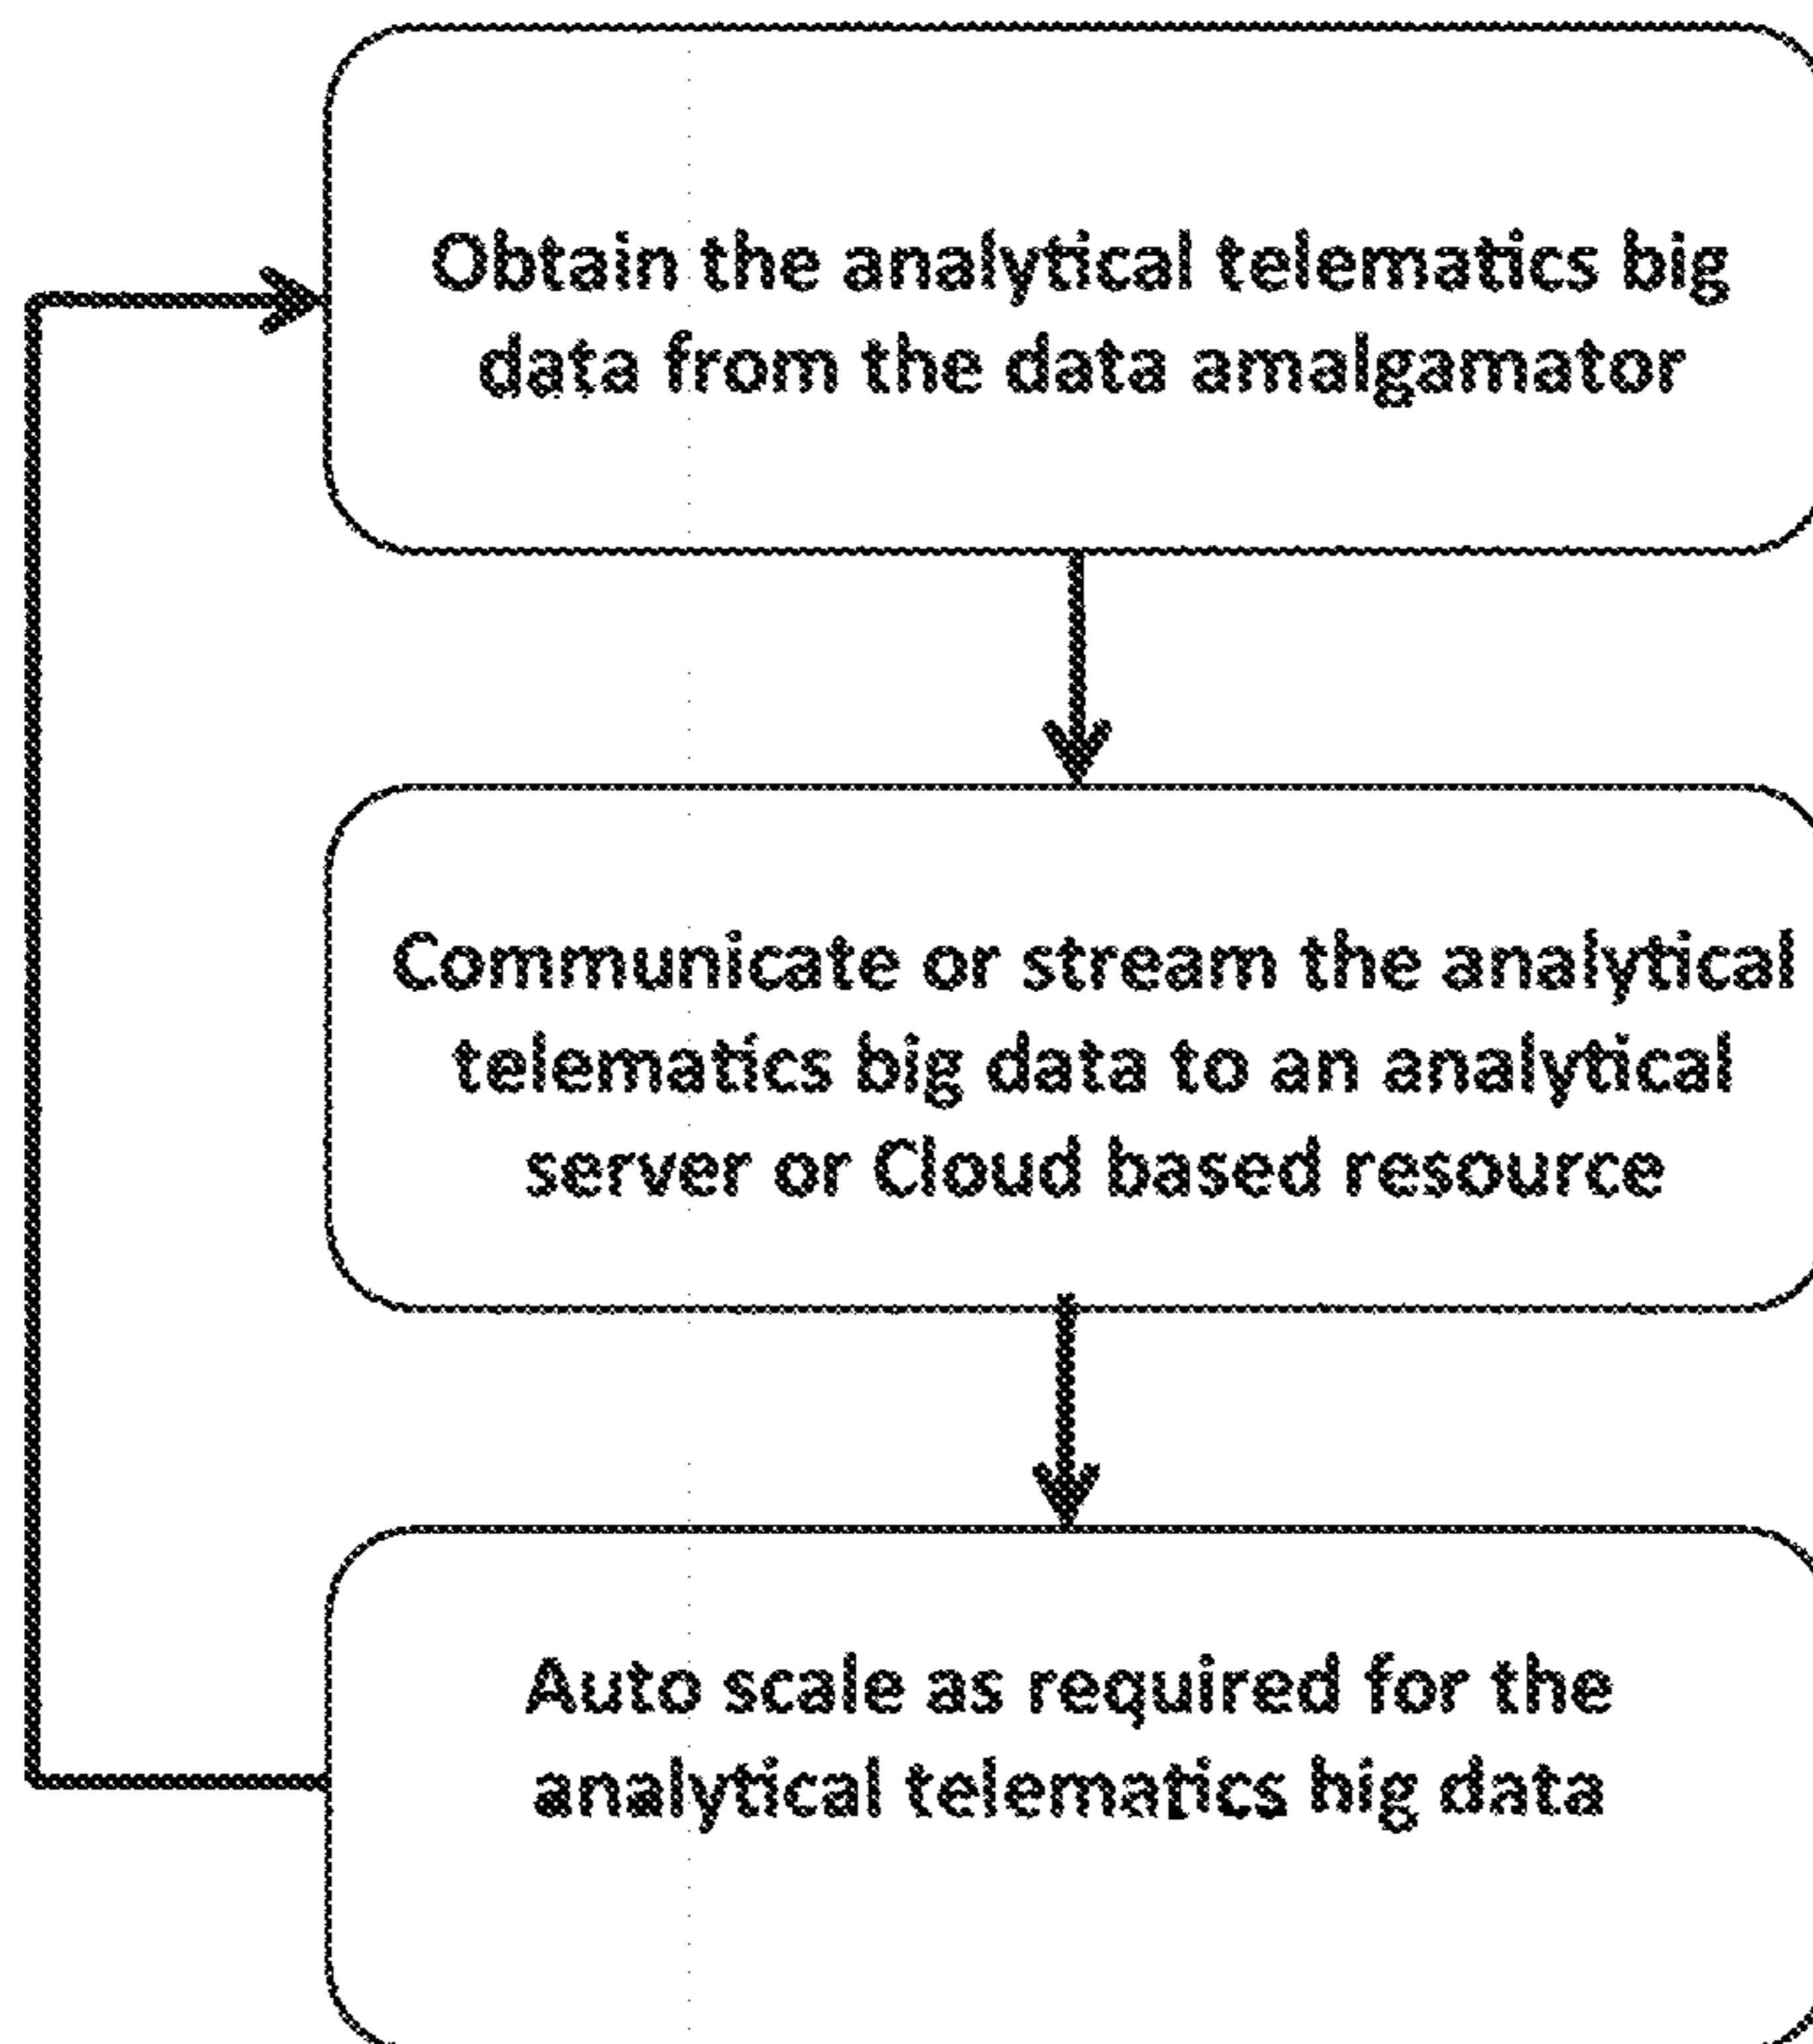 Obtain the analytical telematics big
data from the data amalgamator
Communicate or stream the analytical
telematics big data to an analytical
server or Cloud based resource
Auto scale as required for the
analytical telematics big data